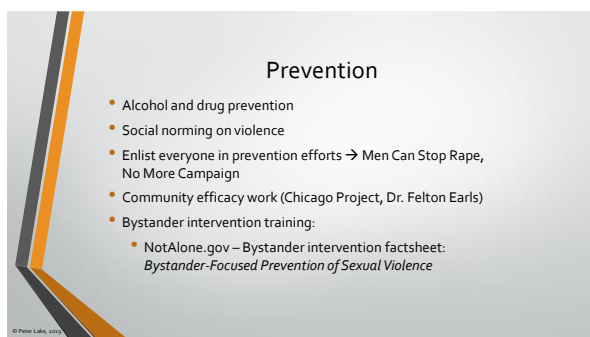 Prevention
• Alcohol and drug prevention
• Social norming on violence
• Enlist everyone in prevention efforts → Men Can Stop Rape,
No More Campaign
• Community efficacy work (Chicago Project, Dr. Felton Earls)
• Bystander intervention training:
• NotAlone.gov – Bystander intervention factsheet:
Bystander-Focused Prevention of Sexual Violence
© Peter Lake, 2019